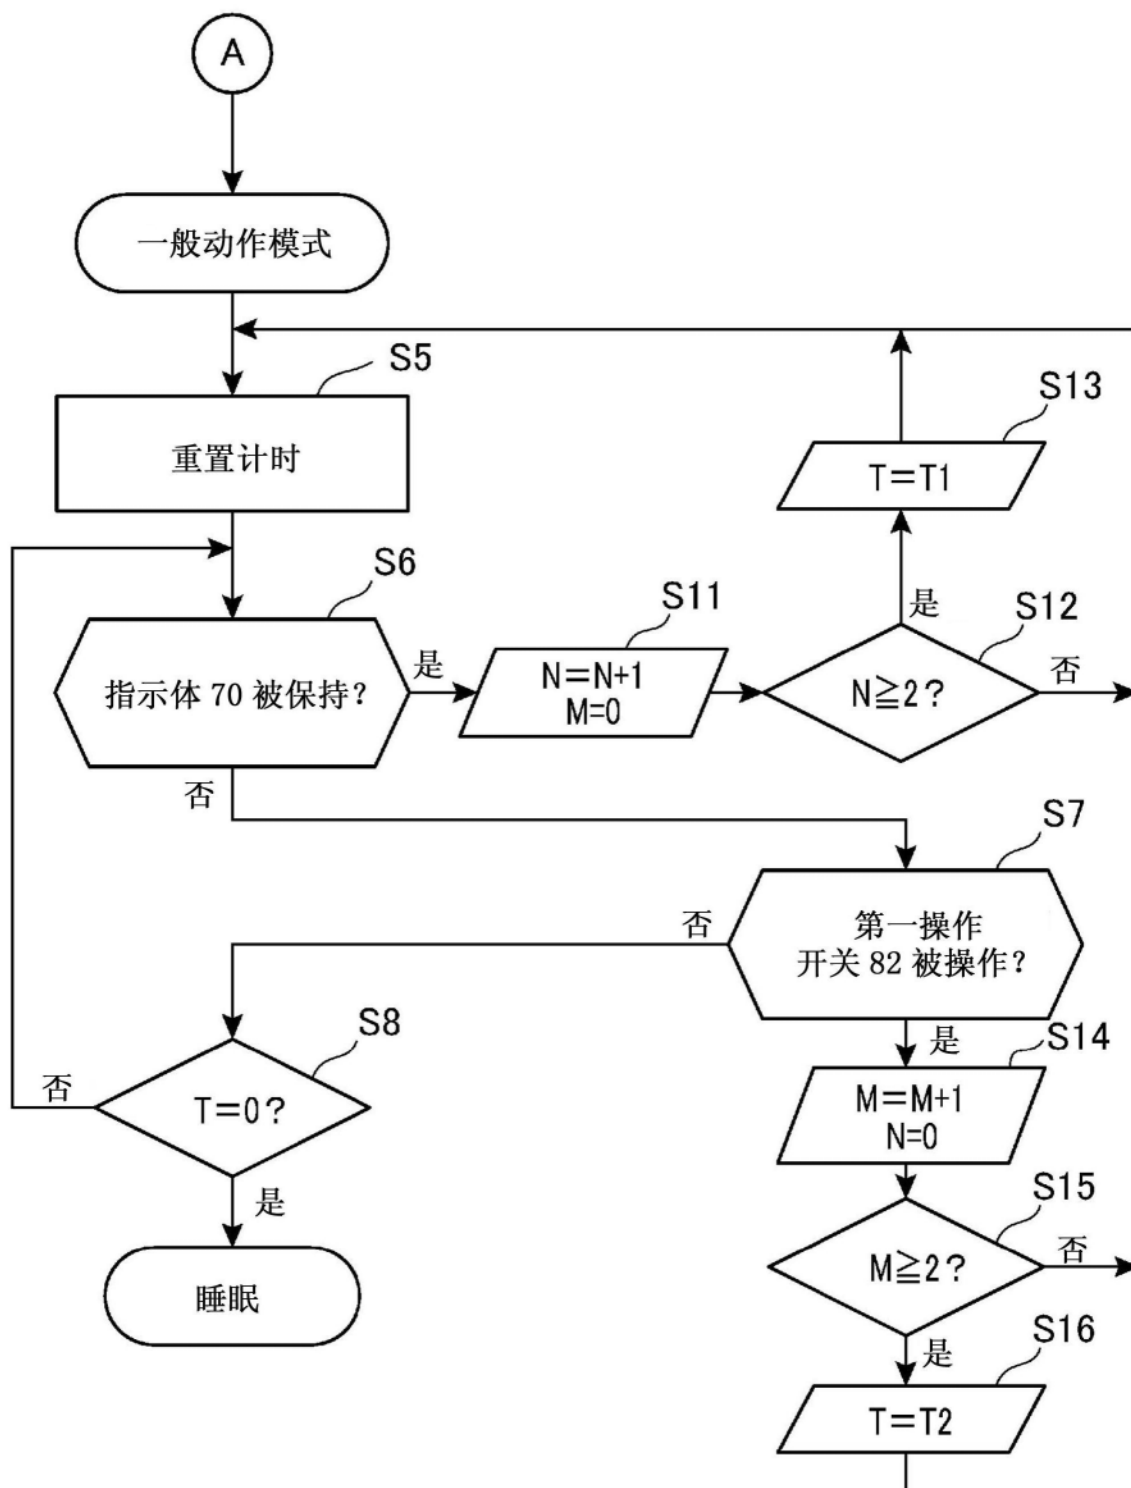 A
一般动作模式
S5
重置计时
S13
T＝T1
S6
指示体 70 被保持？
是
S11
N＝N+1
M=0
是
S12
N≧2？
否
否
S7
第一操作
开关 82 被操作？
否
是
S8
T＝0？
否
是
睡眠
S14
M＝M+1
N=0
S15
M≧2？
否
是
S16
T＝T2